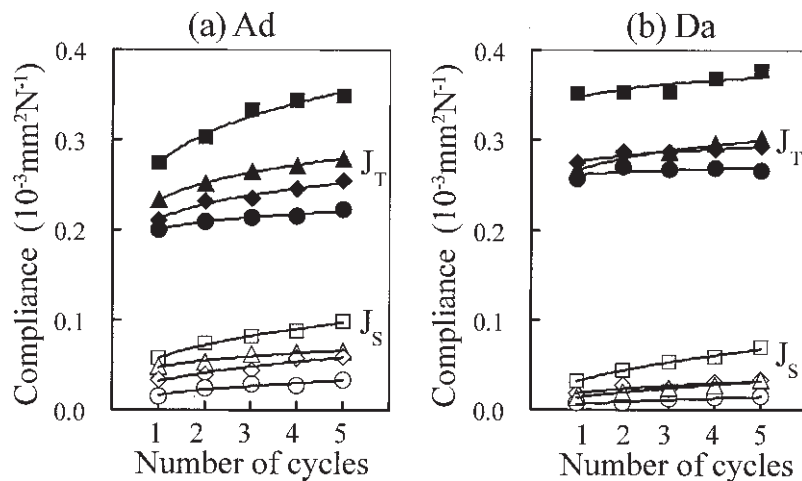 (a) Ad
Compliance (10⁻³mm²N⁻¹)
0.4
0.3
0.2
0.1
0.0
J_T
J_S
1 2 3 4 5
Number of cycles
(b) Da
Compliance (10⁻³mm²N⁻¹)
0.4
0.3
0.2
0.1
0.0
J_T
J_S
1 2 3 4 5
Number of cycles